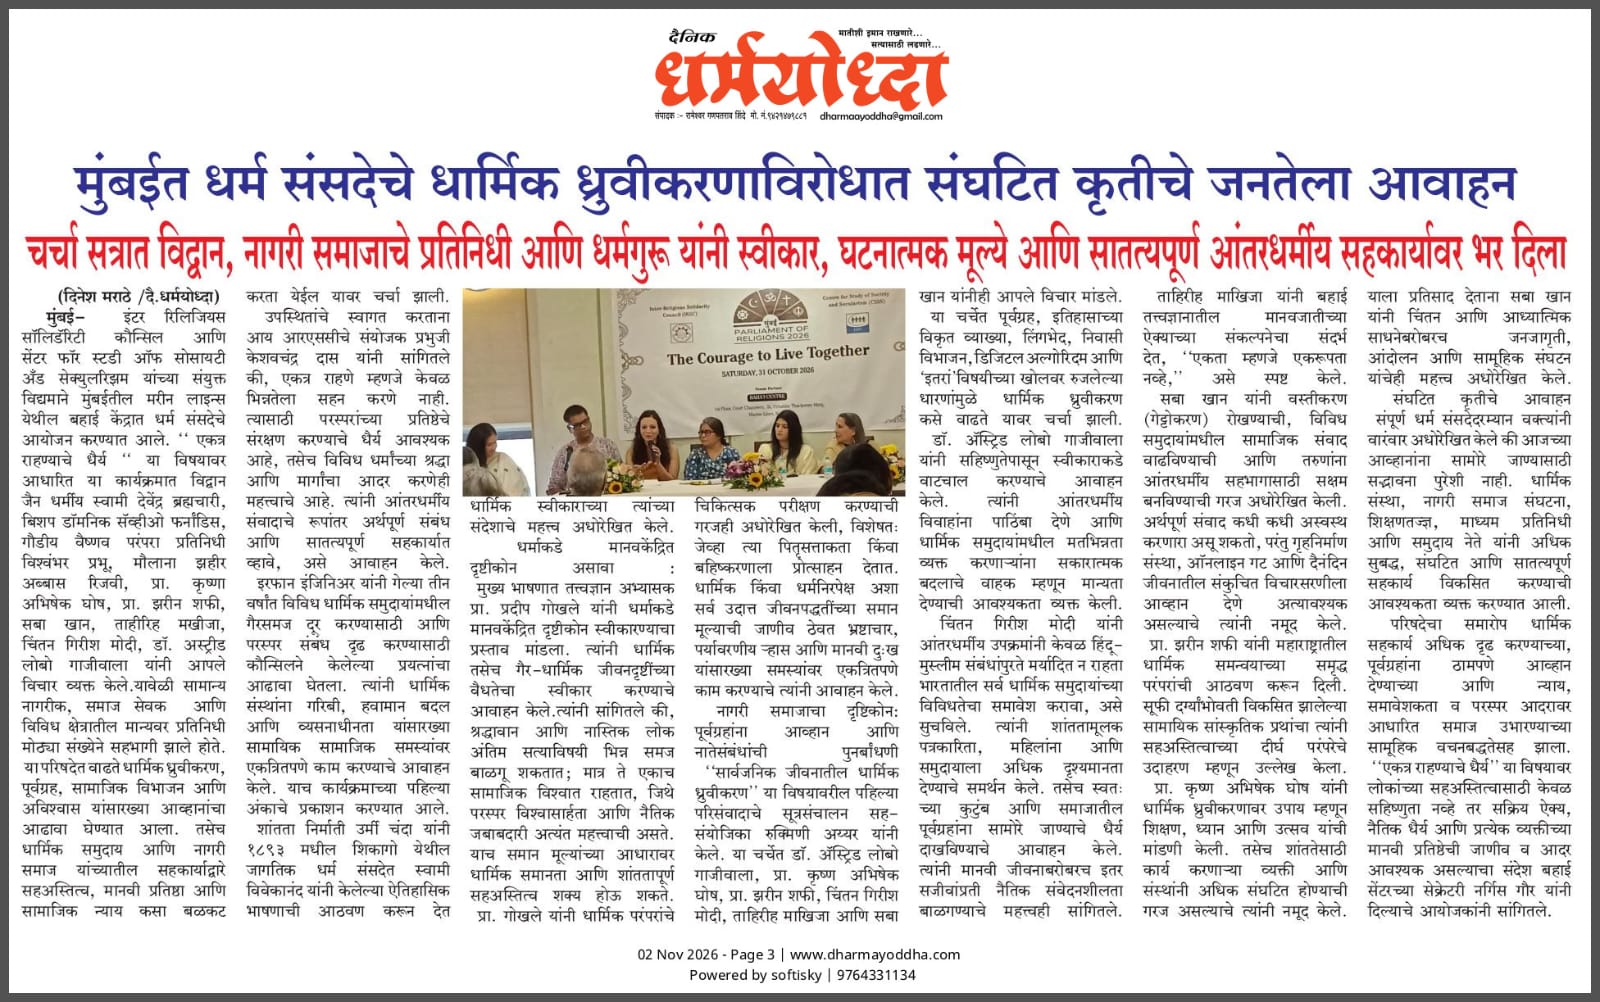 दैनिक
मातीशी इमान राखणारे...
सत्यासाठी लढणारे...
धर्मयोध्दा
संपादक :- रामेश्वर गणपतराव शिंदे मो. नं.९४२१४७९८८१ dharmaayoddha@gmail.com
मुंबईत धर्म संसदेचे धार्मिक ध्रुवीकरणाविरोधात संघटित कृतीचे जनतेला आवाहन
चर्चा सत्रात विद्वान, नागरी समाजाचे प्रतिनिधी आणि धर्मगुरू यांनी स्वीकार, घटनात्मक मूल्ये आणि सातत्यपूर्ण आंतरधर्मीय सहकार्यावर भर दिला
(दिनेश मराठे /दै.धर्मयोध्दा)
मुंबई– इंटर रिलिजियस
सॉलिडॅरिटी कौन्सिल आणि
सेंटर फॉर स्टडी ऑफ सोसायटी
अँड सेक्युलरिझम यांच्या संयुक्त
विद्यमाने मुंबईतील मरीन लाइन्स
येथील बहाई केंद्रात धर्म संसदेचे
आयोजन करण्यात आले. '' एकत्र
राहण्याचे धैर्य '' या विषयावर
आधारित या कार्यक्रमात विद्वान
जैन धर्मीय स्वामी देवेंद्र ब्रह्मचारी,
बिशप डॉमनिक सॅव्हीओ फर्नांडिस,
गौडीय वैष्णव परंपरा प्रतिनिधी
विश्वंभर प्रभू, मौलाना झहीर
अब्बास रिजवी, प्रा. कृष्णा
अभिषेक घोष, प्रा. झरीन शफी,
सबा खान, ताहीरिह मखीजा,
चिंतन गिरीश मोदी, डॉ. अस्ट्रीड
लोबो गाजीवाला यांनी आपले
विचार व्यक्त केले.यावेळी सामान्य
नागरीक, समाज सेवक आणि
विविध क्षेत्रातील मान्यवर प्रतिनिधी
मोठ्या संख्येने सहभागी झाले होते.
या परिषदेत वाढते धार्मिक ध्रुवीकरण,
पूर्वग्रह, सामाजिक विभाजन आणि
अविश्वास यांसारख्या आव्हानांचा
आढावा घेण्यात आला. तसेच
धार्मिक समुदाय आणि नागरी
समाज यांच्यातील सहकार्याद्वारे
सहअस्तित्व, मानवी प्रतिष्ठा आणि
सामाजिक न्याय कसा बळकट
करता येईल यावर चर्चा झाली.
उपस्थितांचे स्वागत करताना
आय आरएससीचे संयोजक प्रभुजी
केशवचंद्र दास यांनी सांगितले
की, एकत्र राहणे म्हणजे केवळ
भिन्नतेला सहन करणे नाही.
त्यासाठी परस्परांच्या प्रतिष्ठेचे
संरक्षण करण्याचे धैर्य आवश्यक
आहे, तसेच विविध धर्मांच्या श्रद्धा
आणि मार्गांचा आदर करणेही
महत्वाचे आहे. त्यांनी आंतरधर्मीय
संवादाचे रूपांतर अर्थपूर्ण संबंध
आणि सातत्यपूर्ण सहकार्यात
व्हावे, असे आवाहन केले.
इरफान इंजिनिअर यांनी गेल्या तीन
वर्षांत विविध धार्मिक समुदायांमधील
गैरसमज दूर करण्यासाठी आणि
परस्पर संबंध दृढ करण्यासाठी
कौन्सिलने केलेल्या प्रयत्नांचा
आढावा घेतला. त्यांनी धार्मिक
संस्थांना गरिबी, हवामान बदल
आणि व्यसनाधीनता यांसारख्या
सामायिक सामाजिक समस्यांवर
एकत्रितपणे काम करण्याचे आवाहन
केले. याच कार्यक्रमाच्या पहिल्या
अंकाचे प्रकाशन करण्यात आले.
शांतता निर्माती उर्मी चंदा यांनी
१८९३ मधील शिकागो येथील
जागतिक धर्म संसदेत स्वामी
विवेकानंद यांनी केलेल्या ऐतिहासिक
भाषणाची आठवण करून देत
Inter-Religious Solidarity
Council (IRSC)
मुंबई
PARLIAMENT OF
RELIGIONS 2026
Centre for Study of Society
and Secularism (CSSS)
The Courage to Live Together
SATURDAY, 31 OCTOBER 2026
Venue Partner
BAHA'I CENTRE
धार्मिक स्वीकाराच्या त्यांच्या
संदेशाचे महत्त्व अधोरेखित केले.
धर्माकडे मानवकेंद्रित
दृष्टीकोन असावा :
मुख्य भाषणात तत्त्वज्ञान अभ्यासक
प्रा. प्रदीप गोखले यांनी धर्माकडे
मानवकेंद्रित दृष्टीकोन स्वीकारण्याचा
प्रस्ताव मांडला. त्यांनी धार्मिक
तसेच गैर–धार्मिक जीवनदृष्टींच्या
वैधतेचा स्वीकार करण्याचे
आवाहन केले.त्यांनी सांगितले की,
श्रद्धावान आणि नास्तिक लोक
अंतिम सत्याविषयी भिन्न समज
बाळगू शकतात; मात्र ते एकाच
सामाजिक विश्वात राहतात, जिथे
परस्पर विश्वासार्हता आणि नैतिक
जबाबदारी अत्यंत महत्त्वाची असते.
याच समान मूल्यांच्या आधारावर
धार्मिक समानता आणि शांततापूर्ण
सहअस्तित्व शक्य होऊ शकते.
प्रा. गोखले यांनी धार्मिक परंपरांचे
चिकित्सक परीक्षण करण्याची
गरजही अधोरेखित केली, विशेषतः
जेव्हा त्या पितृसत्ताकता किंवा
बहिष्करणाला प्रोत्साहन देतात.
धार्मिक किंवा धर्मनिरपेक्ष अशा
सर्व उदात्त जीवनपद्धतींच्या समान
मूल्याची जाणीव ठेवत भ्रष्टाचार,
पर्यावरणीय ऱ्हास आणि मानवी दुःख
यांसारख्या समस्यांवर एकत्रितपणे
काम करण्याचे त्यांनी आवाहन केले.
नागरी समाजाचा दृष्टिकोन:
पूर्वग्रहांना आव्हान आणि
नातेसंबंधांची पुनर्बांधणी
''सार्वजनिक जीवनातील धार्मिक
ध्रुवीकरण'' या विषयावरील पहिल्या
परिसंवादाचे सूत्रसंचालन सह–
संयोजिका रुक्मिणी अय्यर यांनी
केले. या चर्चेत डॉ. ॲस्ट्रिड लोबो
गाजीवाला, प्रा. कृष्ण अभिषेक
घोष, प्रा. झरीन शफी, चिंतन गिरीश
मोदी, ताहिरीह माखिजा आणि सबा
खान यांनीही आपले विचार मांडले.
या चर्चेत पूर्वग्रह, इतिहासाच्या
विकृत व्याख्या, लिंगभेद, निवासी
विभाजन, डिजिटल अल्गोरिदम आणि
'इतरां'विषयीच्या खोलवर रुजलेल्या
धारणांमुळे धार्मिक ध्रुवीकरण
कसे वाढते यावर चर्चा झाली.
डॉ. ॲस्ट्रिड लोबो गाजीवाला
यांनी सहिष्णुतेपासून स्वीकाराकडे
वाटचाल करण्याचे आवाहन
केले. त्यांनी आंतरधर्मीय
विवाहांना पाठिंबा देणे आणि
धार्मिक समुदायांमधील मतभिन्नता
व्यक्त करणाऱ्यांना सकारात्मक
बदलाचे वाहक म्हणून मान्यता
देण्याची आवश्यकता व्यक्त केली.
चिंतन गिरीश मोदी यांनी
आंतरधर्मीय उपक्रमांनी केवळ हिंदू–
मुस्लीम संबंधांपुरते मर्यादित न राहता
भारतातील सर्व धार्मिक समुदायांच्या
विविधतेचा समावेश करावा, असे
सुचविले. त्यांनी शांततामूलक
पत्रकारिता, महिलांना आणि
समुदायाला अधिक दृश्यमानता
देण्याचे समर्थन केले. तसेच स्वतः
च्या कुटुंब आणि समाजातील
पूर्वग्रहांना सामोरे जाण्याचे धैर्य
दाखविण्याचे आवाहन केले.
त्यांनी मानवी जीवनाबरोबरच इतर
सजीवांप्रती नैतिक संवेदनशीलता
बाळगण्याचे महत्त्वही सांगितले.
ताहिरीह माखिजा यांनी बहाई
तत्त्वज्ञानातील मानवजातीच्या
ऐक्याच्या संकल्पनेचा संदर्भ
देत, ''एकता म्हणजे एकरूपता
नव्हे,'' असे स्पष्ट केले.
सबा खान यांनी वस्तीकरण
(गेट्टोकरण) रोखण्याची, विविध
समुदायांमधील सामाजिक संवाद
वाढविण्याची आणि तरुणांना
आंतरधर्मीय सहभागासाठी सक्षम
बनविण्याची गरज अधोरेखित केली.
अर्थपूर्ण संवाद कधी कधी अस्वस्थ
करणारा असू शकतो, परंतु गृहनिर्माण
संस्था, ऑनलाइन गट आणि दैनंदिन
जीवनातील संकुचित विचारसरणीला
आव्हान देणे अत्यावश्यक
असल्याचे त्यांनी नमूद केले.
प्रा. झरीन शफी यांनी महाराष्ट्रातील
धार्मिक समन्वयाच्या समृद्ध
परंपरांची आठवण करून दिली.
सूफी दर्ग्यांभोवती विकसित झालेल्या
सामायिक सांस्कृतिक प्रथांचा त्यांनी
सहअस्तित्वाच्या दीर्घ परंपरेचे
उदाहरण म्हणून उल्लेख केला.
प्रा. कृष्ण अभिषेक घोष यांनी
धार्मिक ध्रुवीकरणावर उपाय म्हणून
शिक्षण, ध्यान आणि उत्सव यांची
मांडणी केली. तसेच शांततेसाठी
कार्य करणाऱ्या व्यक्ती आणि
संस्थांनी अधिक संघटित होण्याची
गरज असल्याचे त्यांनी नमूद केले.
याला प्रतिसाद देताना सबा खान
यांनी चिंतन आणि आध्यात्मिक
साधनेबरोबरच जनजागृती,
आंदोलन आणि सामूहिक संघटन
यांचेही महत्त्व अधोरेखित केले.
संघटित कृतीचे आवाहन
संपूर्ण धर्म संसदेदरम्यान वक्त्यांनी
वारंवार अधोरेखित केले की आजच्या
आव्हानांना सामोरे जाण्यासाठी
सद्भावना पुरेशी नाही. धार्मिक
संस्था, नागरी समाज संघटना,
शिक्षणतज्ज्ञ, माध्यम प्रतिनिधी
आणि समुदाय नेते यांनी अधिक
सुबद्ध, संघटित आणि सातत्यपूर्ण
सहकार्य विकसित करण्याची
आवश्यकता व्यक्त करण्यात आली.
परिषदेचा समारोप धार्मिक
सहकार्य अधिक दृढ करण्याच्या,
पूर्वग्रहांना ठामपणे आव्हान
देण्याच्या आणि न्याय,
समावेशकता व परस्पर आदरावर
आधारित समाज उभारण्याच्या
सामूहिक वचनबद्धतेसह झाला.
''एकत्र राहण्याचे धैर्य'' या विषयावर
लोकांच्या सहअस्तित्वासाठी केवळ
सहिष्णुता नव्हे तर सक्रिय ऐक्य,
नैतिक धैर्य आणि प्रत्येक व्यक्तीच्या
मानवी प्रतिष्ठेची जाणीव व आदर
आवश्यक असल्याचा संदेश बहाई
सेंटरच्या सेक्रेटरी नर्गिस गौर यांनी
दिल्याचे आयोजकांनी सांगितले.
02 Nov 2026 - Page 3 | www.dharmayoddha.com
Powered by softisky | 9764331134